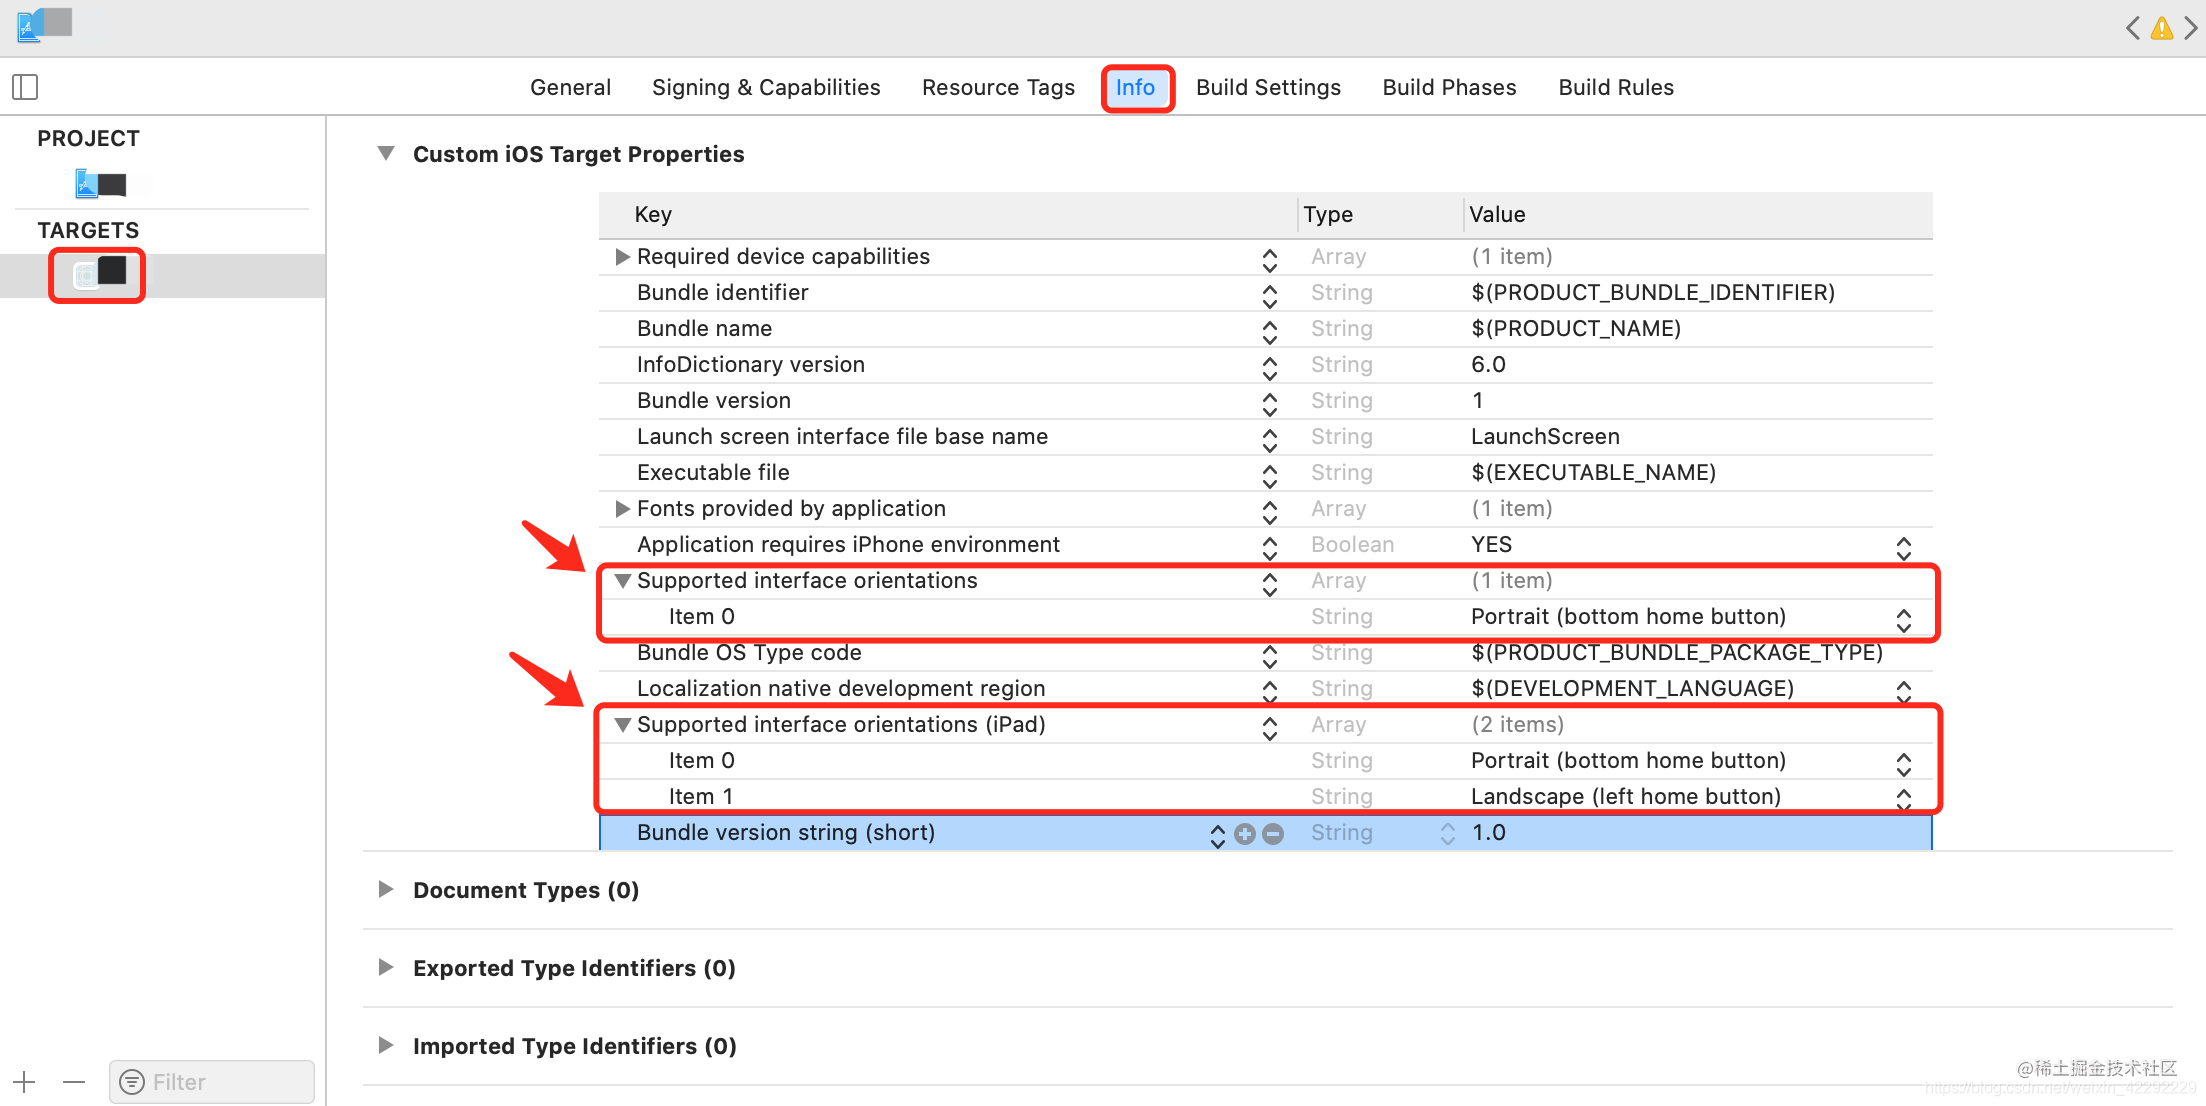 General Signing & Capabilities Resource Tags Info Build Settings Build Phases Build Rules
PROJECT
TARGETS
Custom iOS Target Properties
Key Type Value
Required device capabilities Array (1 item)
Bundle identifier String $(PRODUCT_BUNDLE_IDENTIFIER)
Bundle name String $(PRODUCT_NAME)
InfoDictionary version String 6.0
Bundle version String 1
Launch screen interface file base name String LaunchScreen
Executable file String $(EXECUTABLE_NAME)
Fonts provided by application Array (1 item)
Application requires iPhone environment Boolean YES
Supported interface orientations Array (1 item)
Item 0 String Portrait (bottom home button)
Bundle OS Type code String $(PRODUCT_BUNDLE_PACKAGE_TYPE)
Localization native development region String $(DEVELOPMENT_LANGUAGE)
Supported interface orientations (iPad) Array (2 items)
Item 0 String Portrait (bottom home button)
Item 1 String Landscape (left home button)
Bundle version string (short) String 1.0
Document Types (0)
Exported Type Identifiers (0)
Imported Type Identifiers (0)
Filter
@稀土掘金技术社区
https://blog.csdn.net/weixin_42292229